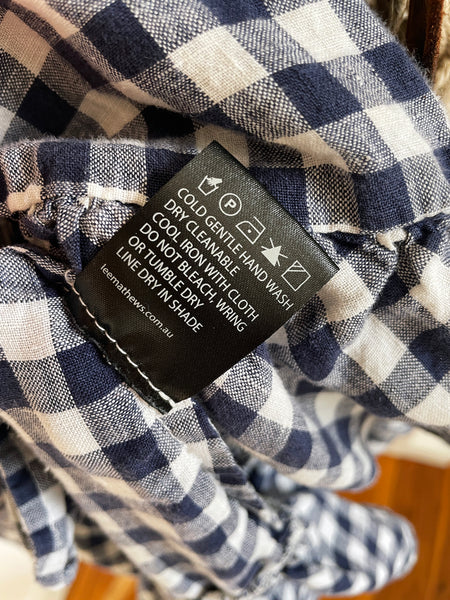 P
COLD GENTLE HAND WASH
DRY CLEANABLE
COOL IRON WITH CLOTH
DO NOT BLEACH, WRING
OR TUMBLE DRY
LINE DRY IN SHADE
leemathews.com.au